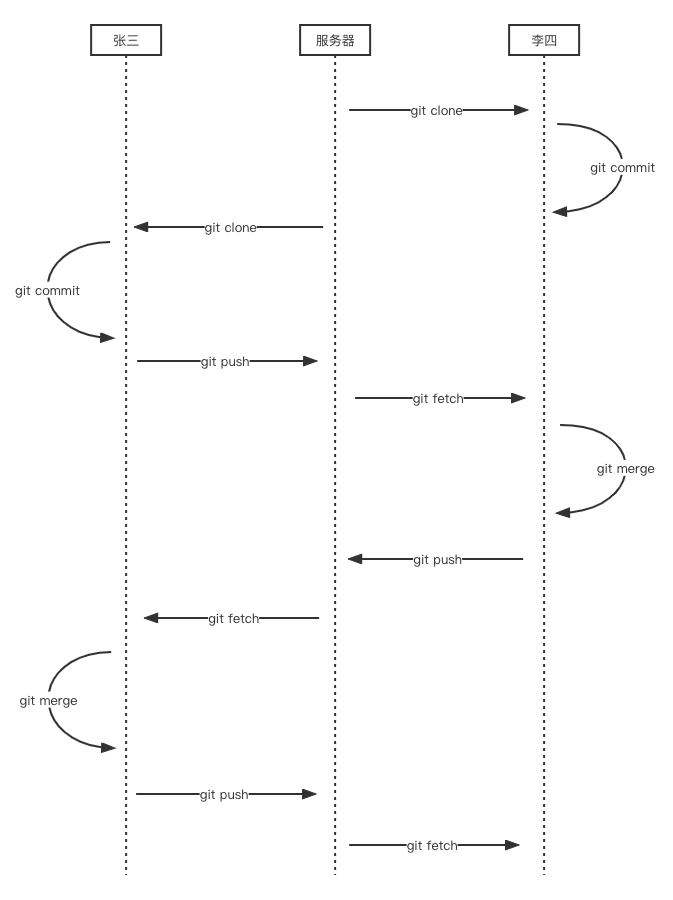 张三
服务器
李四
git clone
git commit
git clone
git commit
git push
git fetch
git merge
git push
git fetch
git merge
git push
git fetch